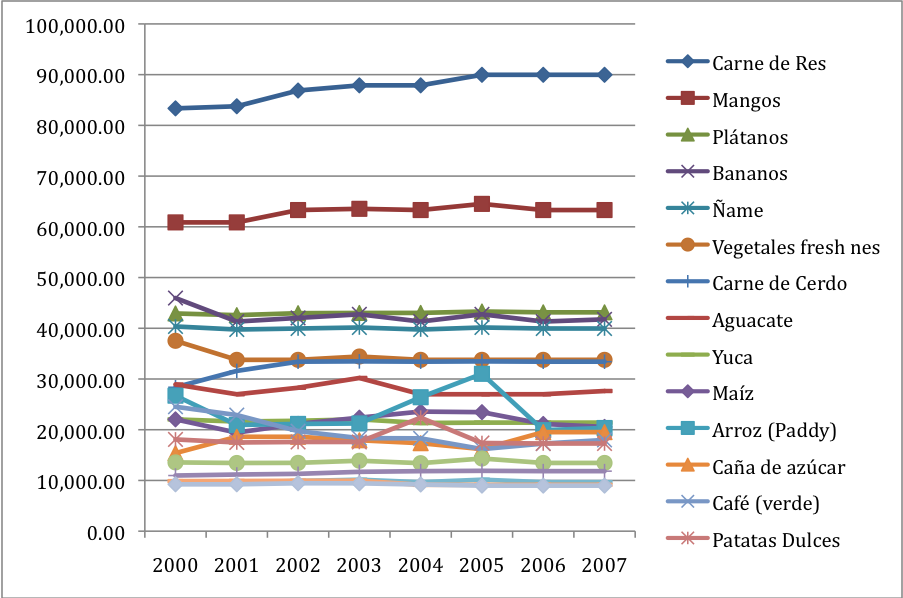 100,000.00
90,000.00
80,000.00
70,000.00
60,000.00
50,000.00
40,000.00
30,000.00
20,000.00
10,000.00
0.00
2000 2001 2002 2003 2004 2005 2006 2007
Carne de Res
Mangos
Plátanos
Bananos
Ñame
Vegetales fresh nes
Carne de Cerdo
Aguacate
Yuca
Maíz
Arroz (Paddy)
Caña de azúcar
Café (verde)
Patatas Dulces